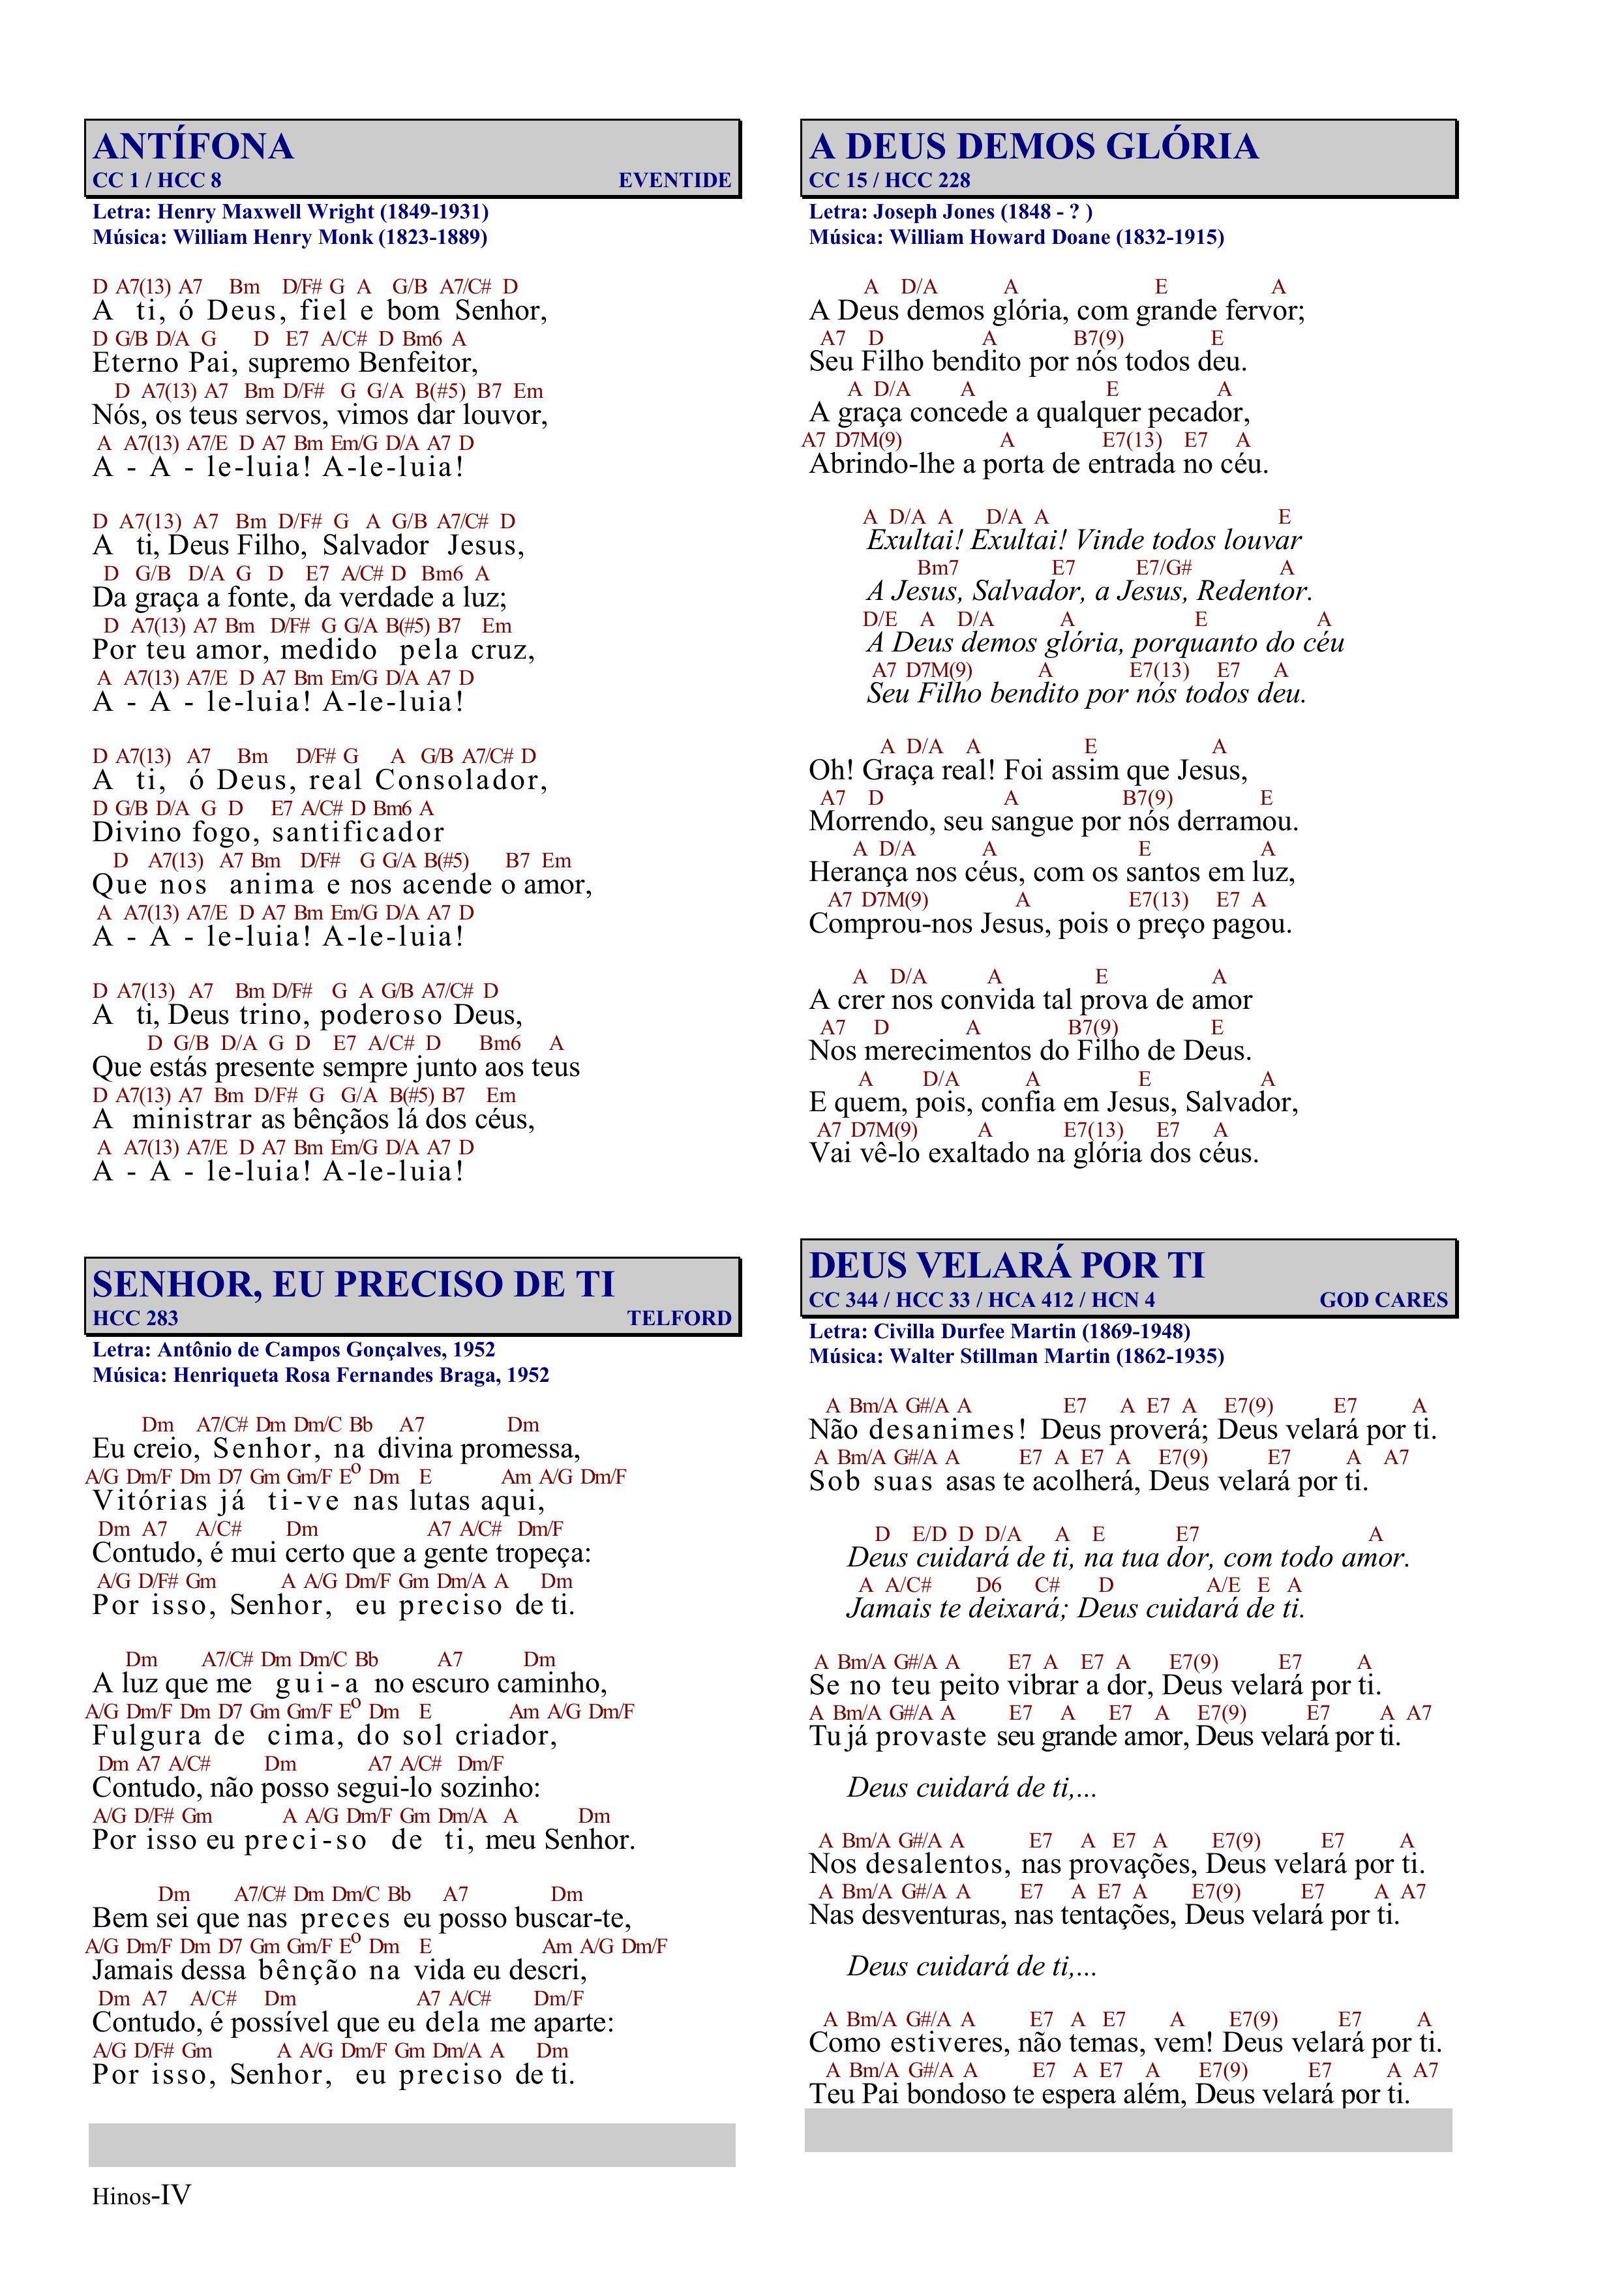 ANTÍFONA
CC 1 / HCC 8 EVENTIDE
Letra: Henry Maxwell Wright (1849-1931)
Música: William Henry Monk (1823-1889)
D A7(13) A7 Bm D/F# G A G/B A7/C# D
A ti, ó Deus, fiel e bom Senhor,
D G/B D/A G D E7 A/C# D Bm6 A
Eterno Pai, supremo Benfeitor,
D A7(13) A7 Bm D/F# G G/A B(#5) B7 Em
Nós, os teus servos, vimos dar louvor,
A A7(13) A7/E D A7 Bm Em/G D/A A7 D
A - A - le-luia! A-le-luia!
D A7(13) A7 Bm D/F# G A G/B A7/C# D
A ti, Deus Filho, Salvador Jesus,
D G/B D/A G D E7 A/C# D Bm6 A
Da graça a fonte, da verdade a luz;
D A7(13) A7 Bm D/F# G G/A B(#5) B7 Em
Por teu amor, medido pela cruz,
A A7(13) A7/E D A7 Bm Em/G D/A A7 D
A - A - le-luia! A-le-luia!
D A7(13) A7 Bm D/F# G A G/B A7/C# D
A ti, ó Deus, real Consolador,
D G/B D/A G D E7 A/C# D Bm6 A
Divino fogo, santificador
D A7(13) A7 Bm D/F# G G/A B(#5) B7 Em
Que nos anima e nos acende o amor,
A A7(13) A7/E D A7 Bm Em/G D/A A7 D
A - A - le-luia! A-le-luia!
D A7(13) A7 Bm D/F# G A G/B A7/C# D
A ti, Deus trino, poderoso Deus,
D G/B D/A G D E7 A/C# D Bm6 A
Que estás presente sempre junto aos teus
D A7(13) A7 Bm D/F# G G/A B(#5) B7 Em
A ministrar as bênçãos lá dos céus,
A A7(13) A7/E D A7 Bm Em/G D/A A7 D
A - A - le-luia! A-le-luia!
SENHOR, EU PRECISO DE TI
HCC 283 TELFORD
Letra: Antônio de Campos Gonçalves, 1952
Música: Henriqueta Rosa Fernandes Braga, 1952
Dm A7/C# Dm Dm/C Bb A7 Dm
Eu creio, Senhor, na divina promessa,
A/G Dm/F Dm D7 Gm Gm/F Eº Dm E Am A/G Dm/F
Vitórias já ti-ve nas lutas aqui,
Dm A7 A/C# Dm A7 A/C# Dm/F
Contudo, é mui certo que a gente tropeça:
A/G D/F# Gm A A/G Dm/F Gm Dm/A A Dm
Por isso, Senhor, eu preciso de ti.
Dm A7/C# Dm Dm/C Bb A7 Dm
A luz que me gui-a no escuro caminho,
A/G Dm/F Dm D7 Gm Gm/F Eº Dm E Am A/G Dm/F
Fulgura de cima, do sol criador,
Dm A7 A/C# Dm A7 A/C# Dm/F
Contudo, não posso segui-lo sozinho:
A/G D/F# Gm A A/G Dm/F Gm Dm/A A Dm
Por isso eu preci-so de ti, meu Senhor.
Dm A7/C# Dm Dm/C Bb A7 Dm
Bem sei que nas preces eu posso buscar-te,
A/G Dm/F Dm D7 Gm Gm/F Eº Dm E Am A/G Dm/F
Jamais dessa bênção na vida eu descri,
Dm A7 A/C# Dm A7 A/C# Dm/F
Contudo, é possível que eu dela me aparte:
A/G D/F# Gm A A/G Dm/F Gm Dm/A A Dm
Por isso, Senhor, eu preciso de ti.
Hinos-IV
A DEUS DEMOS GLÓRIA
CC 15 / HCC 228
Letra: Joseph Jones (1848 - ? )
Música: William Howard Doane (1832-1915)
A D/A A E A
A Deus demos glória, com grande fervor;
A7 D A B7(9) E
Seu Filho bendito por nós todos deu.
A D/A A E A
A graça concede a qualquer pecador,
A7 D7M(9) A E7(13) E7 A
Abrindo-lhe a porta de entrada no céu.
A D/A A D/A A E
Exultai! Exultai! Vinde todos louvar
Bm7 E7 E7/G# A
A Jesus, Salvador, a Jesus, Redentor.
D/E A D/A A E A
A Deus demos glória, porquanto do céu
A7 D7M(9) A E7(13) E7 A
Seu Filho bendito por nós todos deu.
A D/A A E A
Oh! Graça real! Foi assim que Jesus,
A7 D A B7(9) E
Morrendo, seu sangue por nós derramou.
A D/A A E A
Herança nos céus, com os santos em luz,
A7 D7M(9) A E7(13) E7 A
Comprou-nos Jesus, pois o preço pagou.
A D/A A E A
A crer nos convida tal prova de amor
A7 D A B7(9) E
Nos merecimentos do Filho de Deus.
A D/A A E A
E quem, pois, confia em Jesus, Salvador,
A7 D7M(9) A E7(13) E7 A
Vai vê-lo exaltado na glória dos céus.
DEUS VELARÁ POR TI
CC 344 / HCC 33 / HCA 412 / HCN 4 GOD CARES
Letra: Civilla Durfee Martin (1869-1948)
Música: Walter Stillman Martin (1862-1935)
A Bm/A G#/A A E7 A E7 A E7(9) E7 A
Não desanimes! Deus proverá; Deus velará por ti.
A Bm/A G#/A A E7 A E7 A E7(9) E7 A A7
Sob suas asas te acolherá, Deus velará por ti.
D E/D D D/A A E E7 A
Deus cuidará de ti, na tua dor, com todo amor.
A A/C# D6 C# D A/E E A
Jamais te deixará; Deus cuidará de ti.
A Bm/A G#/A A E7 A E7 A E7(9) E7 A
Se no teu peito vibrar a dor, Deus velará por ti.
A Bm/A G#/A A E7 A E7 A E7(9) E7 A A7
Tu já provaste seu grande amor, Deus velará por ti.
Deus cuidará de ti,...
A Bm/A G#/A A E7 A E7 A E7(9) E7 A
Nos desalentos, nas provações, Deus velará por ti.
A Bm/A G#/A A E7 A E7 A E7(9) E7 A A7
Nas desventuras, nas tentações, Deus velará por ti.
Deus cuidará de ti,...
A Bm/A G#/A A E7 A E7 A E7(9) E7 A
Como estiveres, não temas, vem! Deus velará por ti.
A Bm/A G#/A A E7 A E7 A E7(9) E7 A A7
Teu Pai bondoso te espera além, Deus velará por ti.